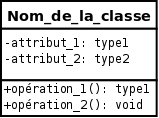 Nom_de_la_classe
-attribut_1: type1
-attribut_2: type2
+opération_1(): type1
+opération_2(): void